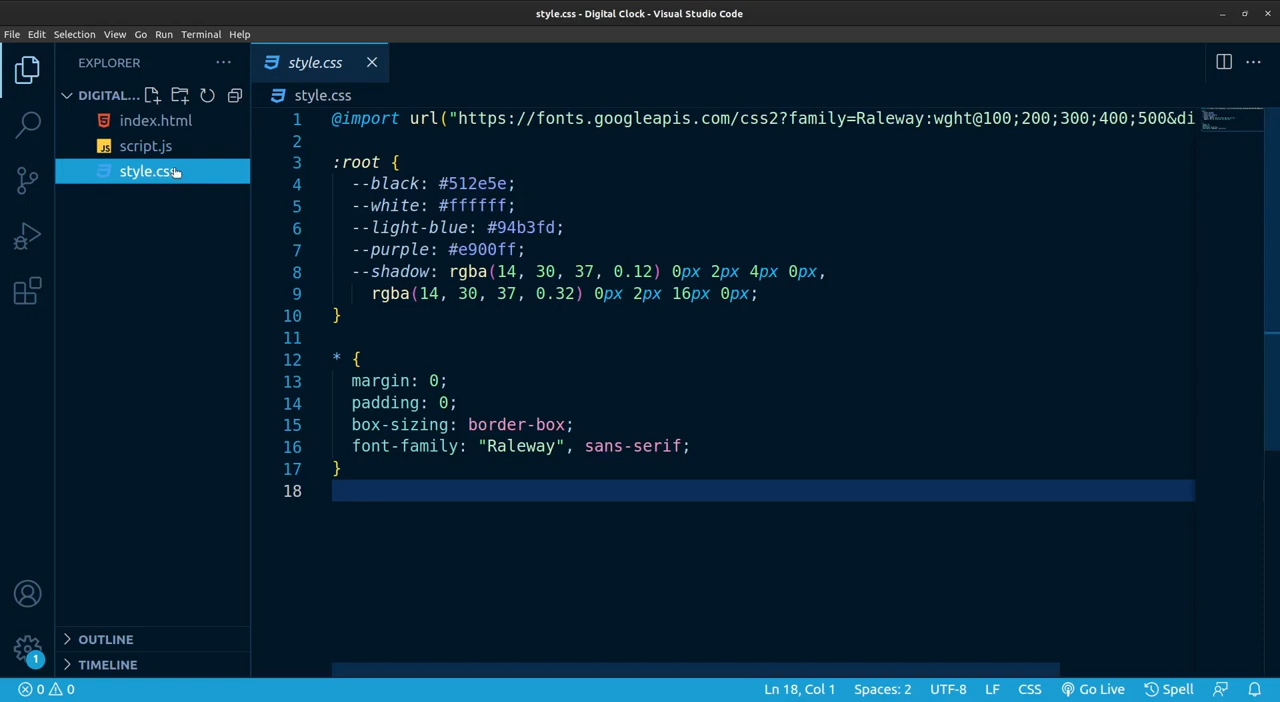 style.css - Digital Clock - Visual Studio Code
File Edit Selection View Go Run Terminal Help
EXPLORER
DIGITAL...
index.html
JS script.js
style.css
OUTLINE
TIMELINE
1
style.css
style.css
1 @import url("https://fonts.googleapis.com/css2?family=Raleway:wght@100;200;300;400;500&di
2
3 :root {
4 --black: #512e5e;
5 --white: #ffffff;
6 --light-blue: #94b3fd;
7 --purple: #e900ff;
8 --shadow: rgba(14, 30, 37, 0.12) 0px 2px 4px 0px,
9 rgba(14, 30, 37, 0.32) 0px 2px 16px 0px;
10 }
11
12 * {
13 margin: 0;
14 padding: 0;
15 box-sizing: border-box;
16 font-family: "Raleway", sans-serif;
17 }
18
0 0 Ln 18, Col 1 Spaces: 2 UTF-8 LF CSS Go Live Spell